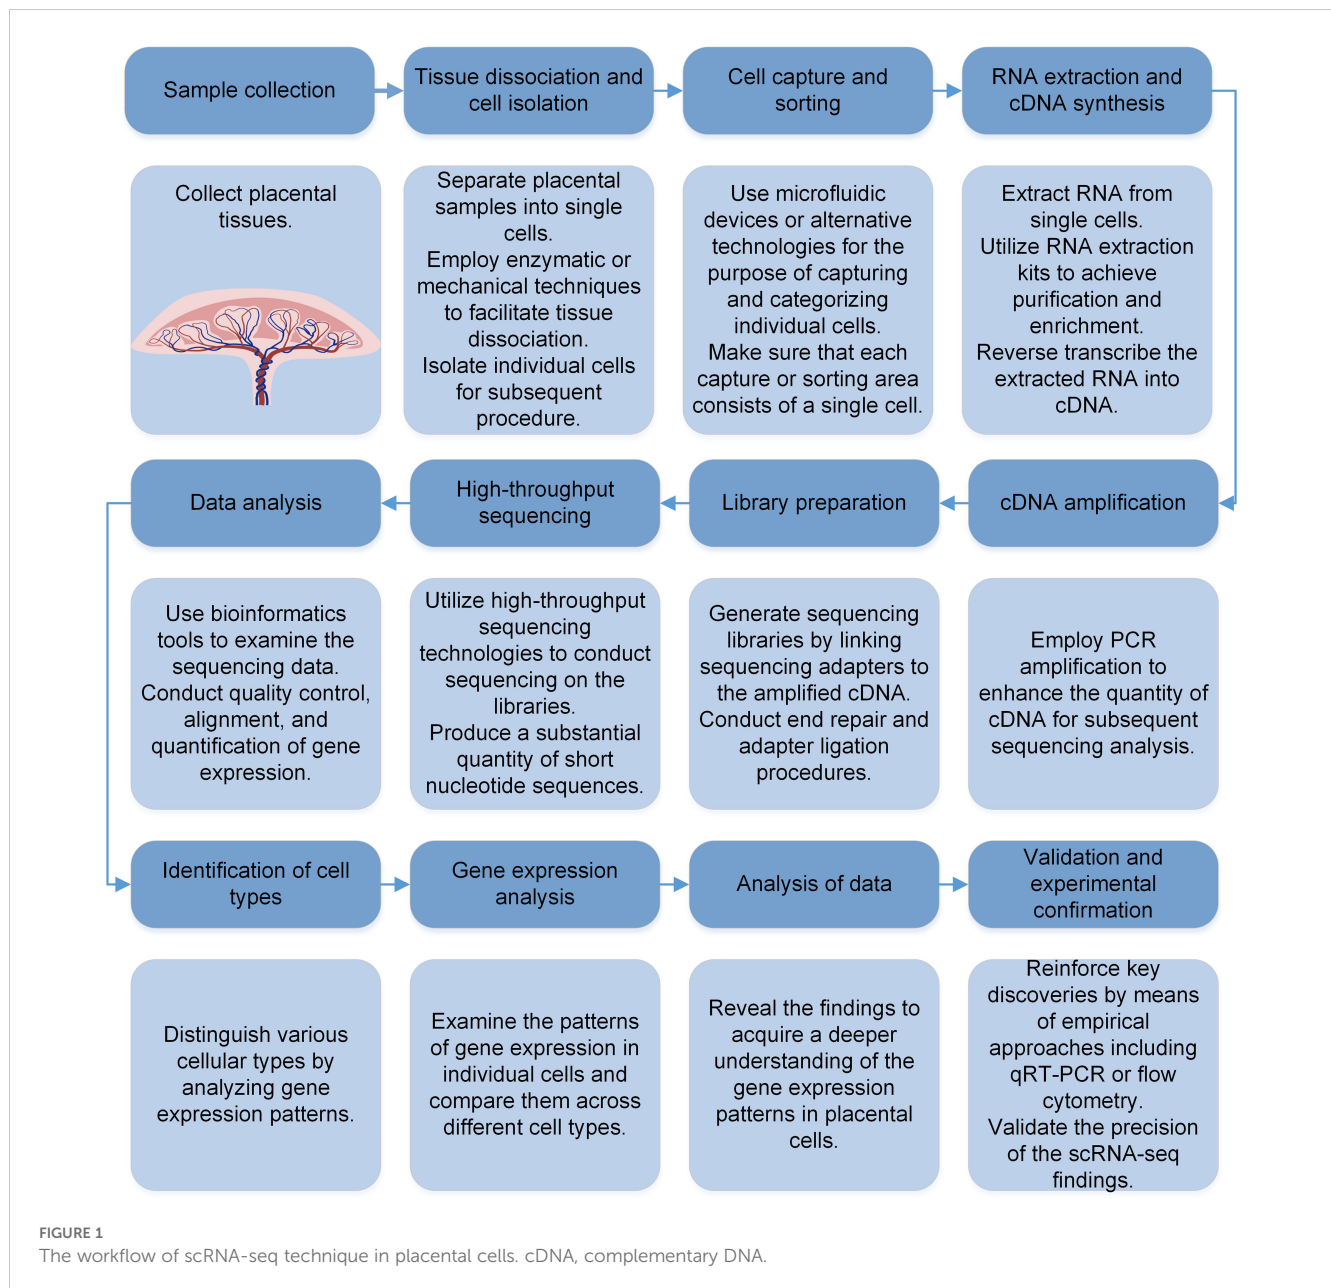 Sample collection
Tissue dissociation and
cell isolation
Cell capture and
sorting
RNA extraction and
cDNA synthesis
Collect placental
tissues.
Separate placental
samples into single
cells.
Employ enzymatic or
mechanical techniques
to facilitate tissue
dissociation.
Isolate individual cells
for subsequent
procedure.
Use microfluidic
devices or alternative
technologies for the
purpose of capturing
and categorizing
individual cells.
Make sure that each
capture or sorting area
consists of a single cell.
Extract RNA from
single cells.
Utilize RNA extraction
kits to achieve
purification and
enrichment.
Reverse transcribe the
extracted RNA into
cDNA.
cDNA amplification
Library preparation
High-throughput
sequencing
Data analysis
Employ PCR
amplification to
enhance the quantity of
cDNA for subsequent
sequencing analysis.
Generate sequencing
libraries by linking
sequencing adapters to
the amplified cDNA.
Conduct end repair and
adapter ligation
procedures.
Utilize high-throughput
sequencing
technologies to conduct
sequencing on the
libraries.
Produce a substantial
quantity of short
nucleotide sequences.
Use bioinformatics
tools to examine the
sequencing data.
Conduct quality control,
alignment, and
quantification of gene
expression.
Identification of cell
types
Gene expression
analysis
Analysis of data
Validation and
experimental
confirmation
Distinguish various
cellular types by
analyzing gene
expression patterns.
Examine the patterns
of gene expression in
individual cells and
compare them across
different cell types.
Reveal the findings to
acquire a deeper
understanding of the
gene expression
patterns in placental
cells.
Reinforce key
discoveries by means
of empirical
approaches including
qRT-PCR or flow
cytometry.
Validate the precision
of the scRNA-seq
findings.
FIGURE 1
The workflow of scRNA-seq technique in placental cells. cDNA, complementary DNA.